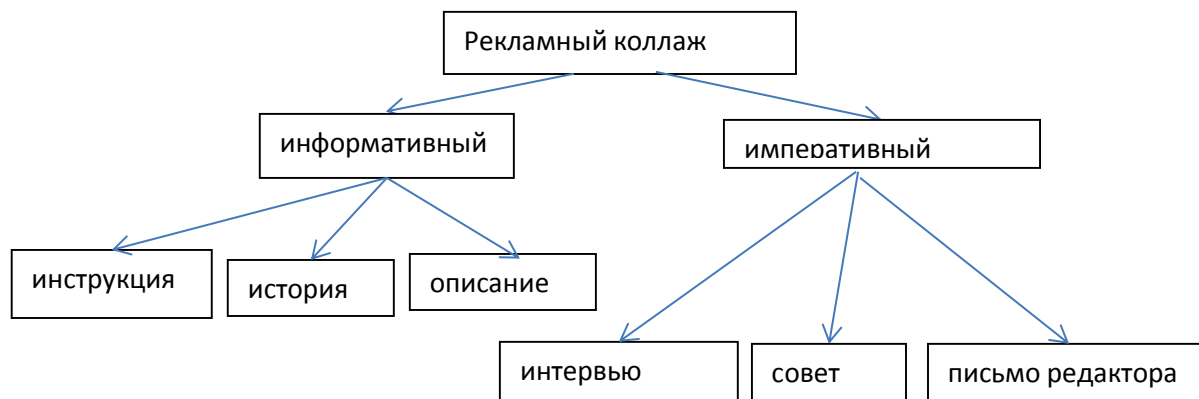 Рекламный коллаж
информативный
императивный
инструкция
история
описание
интервью
совет
письмо редактора